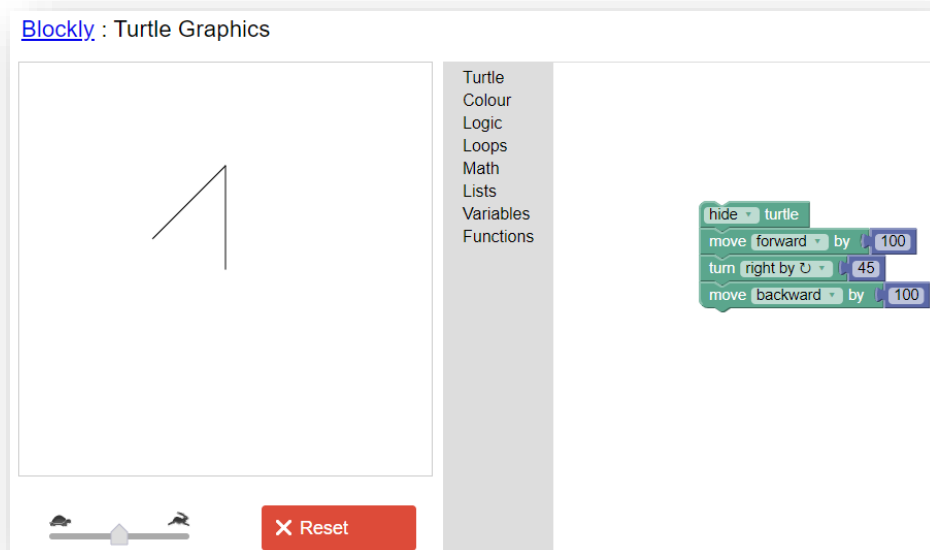 Blockly : Turtle Graphics
Turtle
Colour
Logic
Loops
Math
Lists
Variables
Functions
hide turtle
move forward by 100
turn right by ↻ 45
move backward by 100
Reset